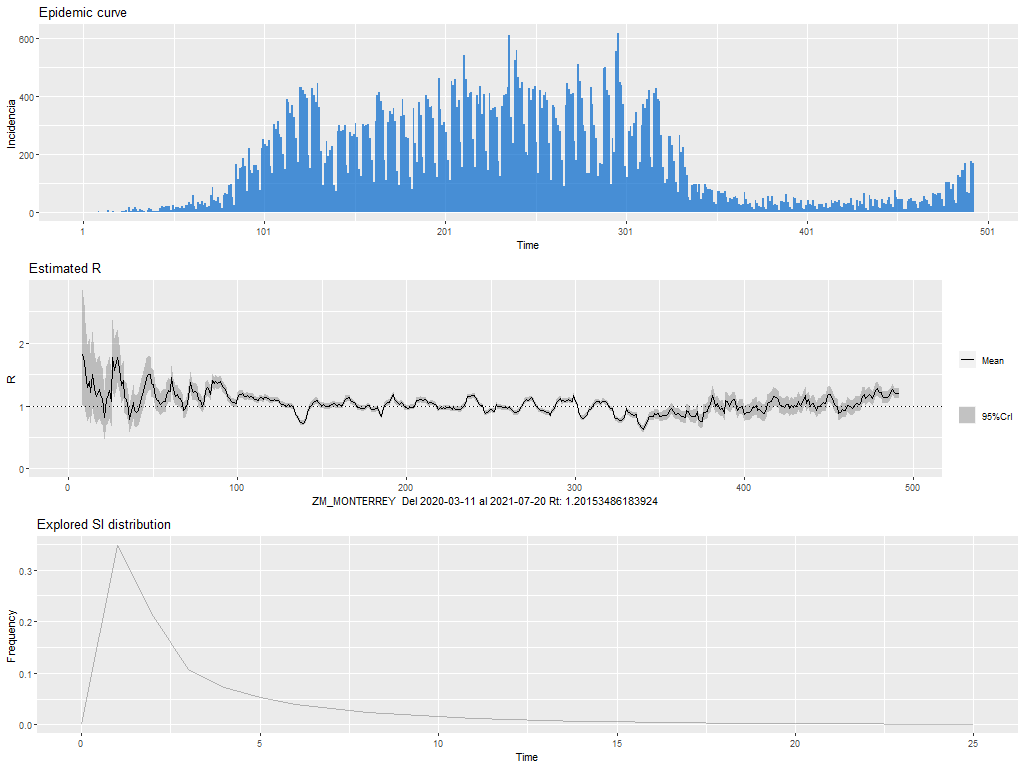 Epidemic curve
600
400
200
0
Incidencia
1 101 201 301 401 501
Time
Estimated R
2
1
0
R
Mean
95%CrI
0 100 200 300 400 500
ZM_MONTERREY Del 2020-03-11 al 2021-07-20 Rt: 1.20153486183924
Explored SI distribution
0.3
0.2
0.1
0.0
Frequency
0 5 10 15 20 25
Time